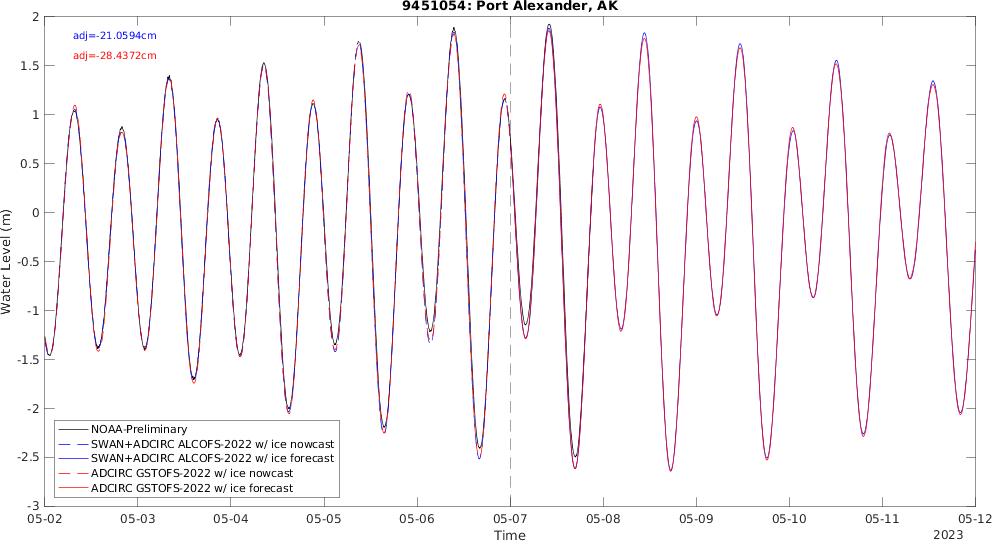 9451054: Port Alexander, AK
adj=-21.0594cm
adj=-28.4372cm
2
1.5
1
0.5
0
-0.5
-1
-1.5
-2
-2.5
-3
Water Level (m)
NOAA-Preliminary
SWAN+ADCIRC ALCOFS-2022 w/ ice nowcast
SWAN+ADCIRC ALCOFS-2022 w/ ice forecast
ADCIRC GSTOFS-2022 w/ ice nowcast
ADCIRC GSTOFS-2022 w/ ice forecast
05-02 05-03 05-04 05-05 05-06 05-07 05-08 05-09 05-10 05-11 05-12
Time
2023